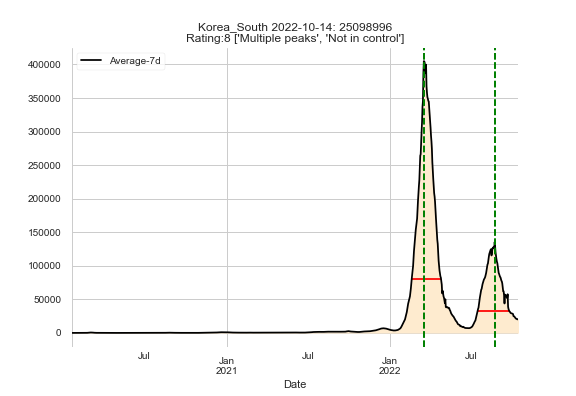 Korea_South 2022-10-14: 25098996
Rating:8 ['Multiple peaks', 'Not in control']
Average-7d
400000
350000
300000
250000
200000
150000
100000
50000
0
Jul
Jan
2021
Jul
Jan
2022
Jul
Date